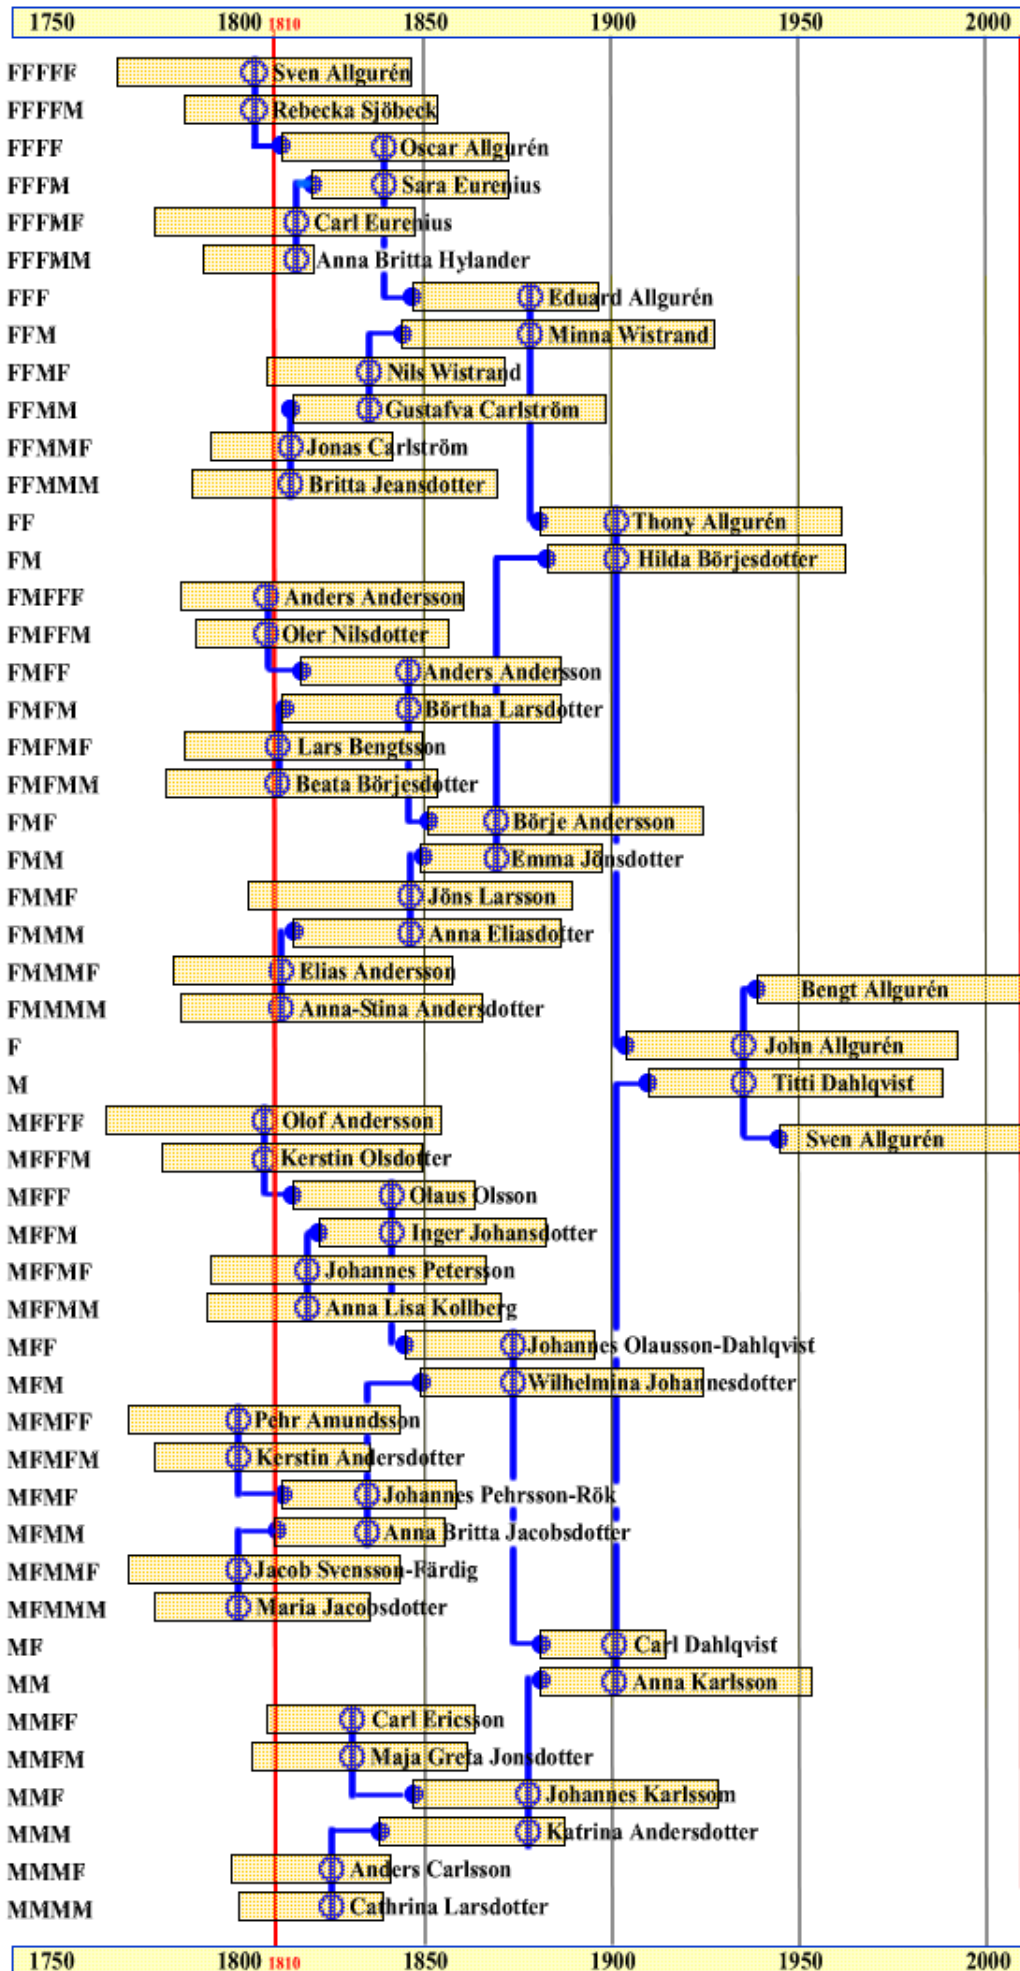 1750 1800 1810 1850 1900 1950 2000
FFFFF Sven Allgurén
FFFFM Rebecka Sjöbeck
FFFF Oscar Allgurén
FFFM Sara Eurenius
FFFMF Carl Eurenius
FFFMM Anna Britta Hylander
FFF Eduard Allgurén
FFM Minna Wistrand
FFMF Nils Wistrand
FFMM Gustafva Carlström
FFMMF Jonas Carlström
FFMMM Britta Jeansdotter
FF Thony Allgurén
FM Hilda Börjesdotter
FMFFF Anders Andersson
FMFFM Oler Nilsdotter
FMFF Anders Andersson
FMFM Börtha Larsdotter
FMFMF Lars Bengtsson
FMFMM Beata Börjesdotter
FMF Börje Andersson
FMM Emma Jönsdotter
FMMF Jöns Larsson
FMMM Anna Eliasdotter
FMMMF Elias Andersson
Bengt Allgurén
FMMMM Anna-Stina Andersdotter
F John Allgurén
M Titti Dahlqvist
MFFFF Olof Andersson
Sven Allgurén
MFFFM Kerstin Olsdotter
MFFF Olaus Olsson
MFFM Inger Johansdotter
MFFMF Johannes Petersson
MFFMM Anna Lisa Kollberg
MFF Johannes Olausson-Dahlqvist
MFM Wilhelmina Johannesdotter
MFMFF Pehr Amundsson
MFMFM Kerstin Andersdotter
MFMF Johannes Pehrsson-Rök
MFMM Anna Britta Jacobsdotter
MFMMF Jacob Svensson-Färdig
MFMMM Maria Jacobsdotter
MF Carl Dahlqvist
MM Anna Karlsson
MMFF Carl Ericsson
MMFM Maja Greta Jonsdotter
MMF Johannes Karlssom
MMM Katrina Andersdotter
MMMF Anders Carlsson
MMMM Cathrina Larsdotter
1750 1800 1810 1850 1900 1950 2000